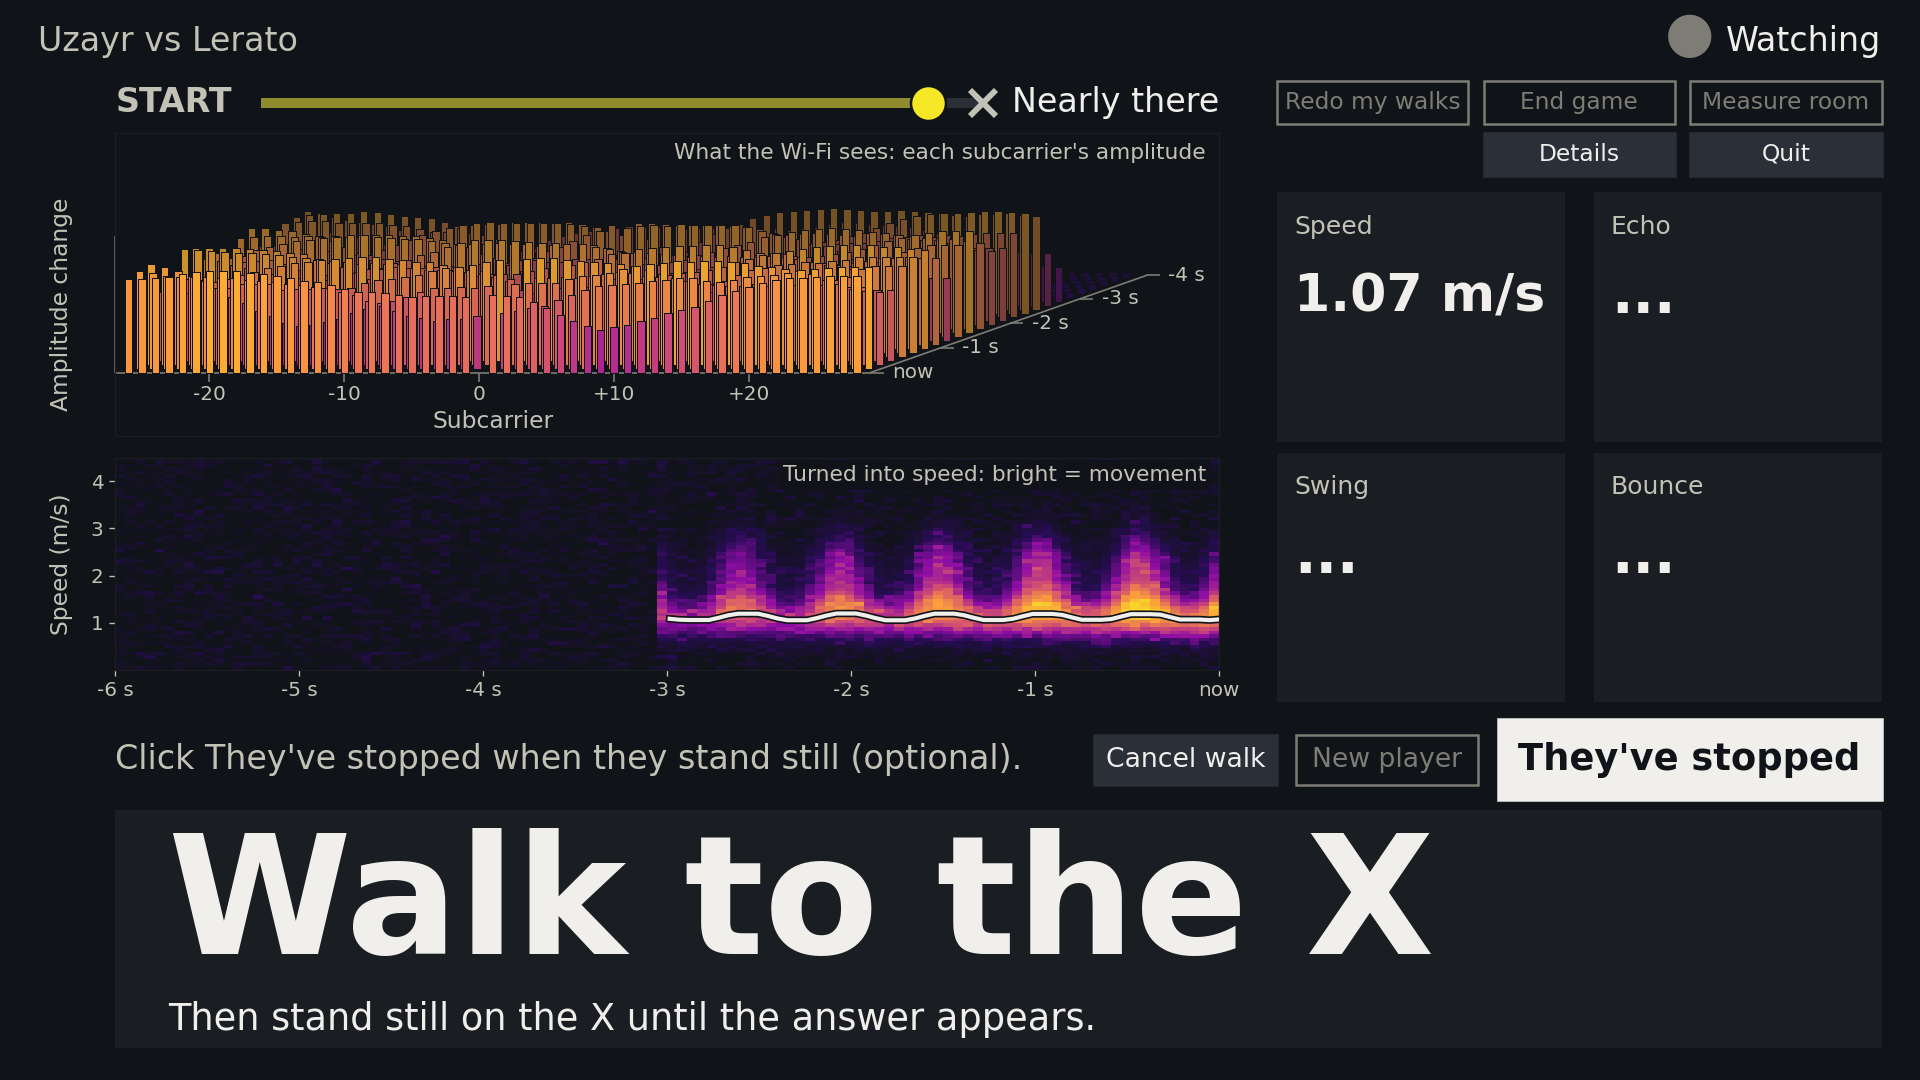 Uzayr vs Lerato
Watching
START
Nearly there
Redo my walks
End game
Measure room
Details
Quit
What the Wi-Fi sees: each subcarrier's amplitude
Amplitude change
-4 s
-3 s
-2 s
-1 s
now
-20
-10
0
+10
+20
Subcarrier
Speed
1.07 m/s
Echo
...
Swing
...
Bounce
...
Turned into speed: bright = movement
Speed (m/s)
4
3
2
1
-6 s
-5 s
-4 s
-3 s
-2 s
-1 s
now
Click They've stopped when they stand still (optional).
Cancel walk
New player
They've stopped
Walk to the X
Then stand still on the X until the answer appears.